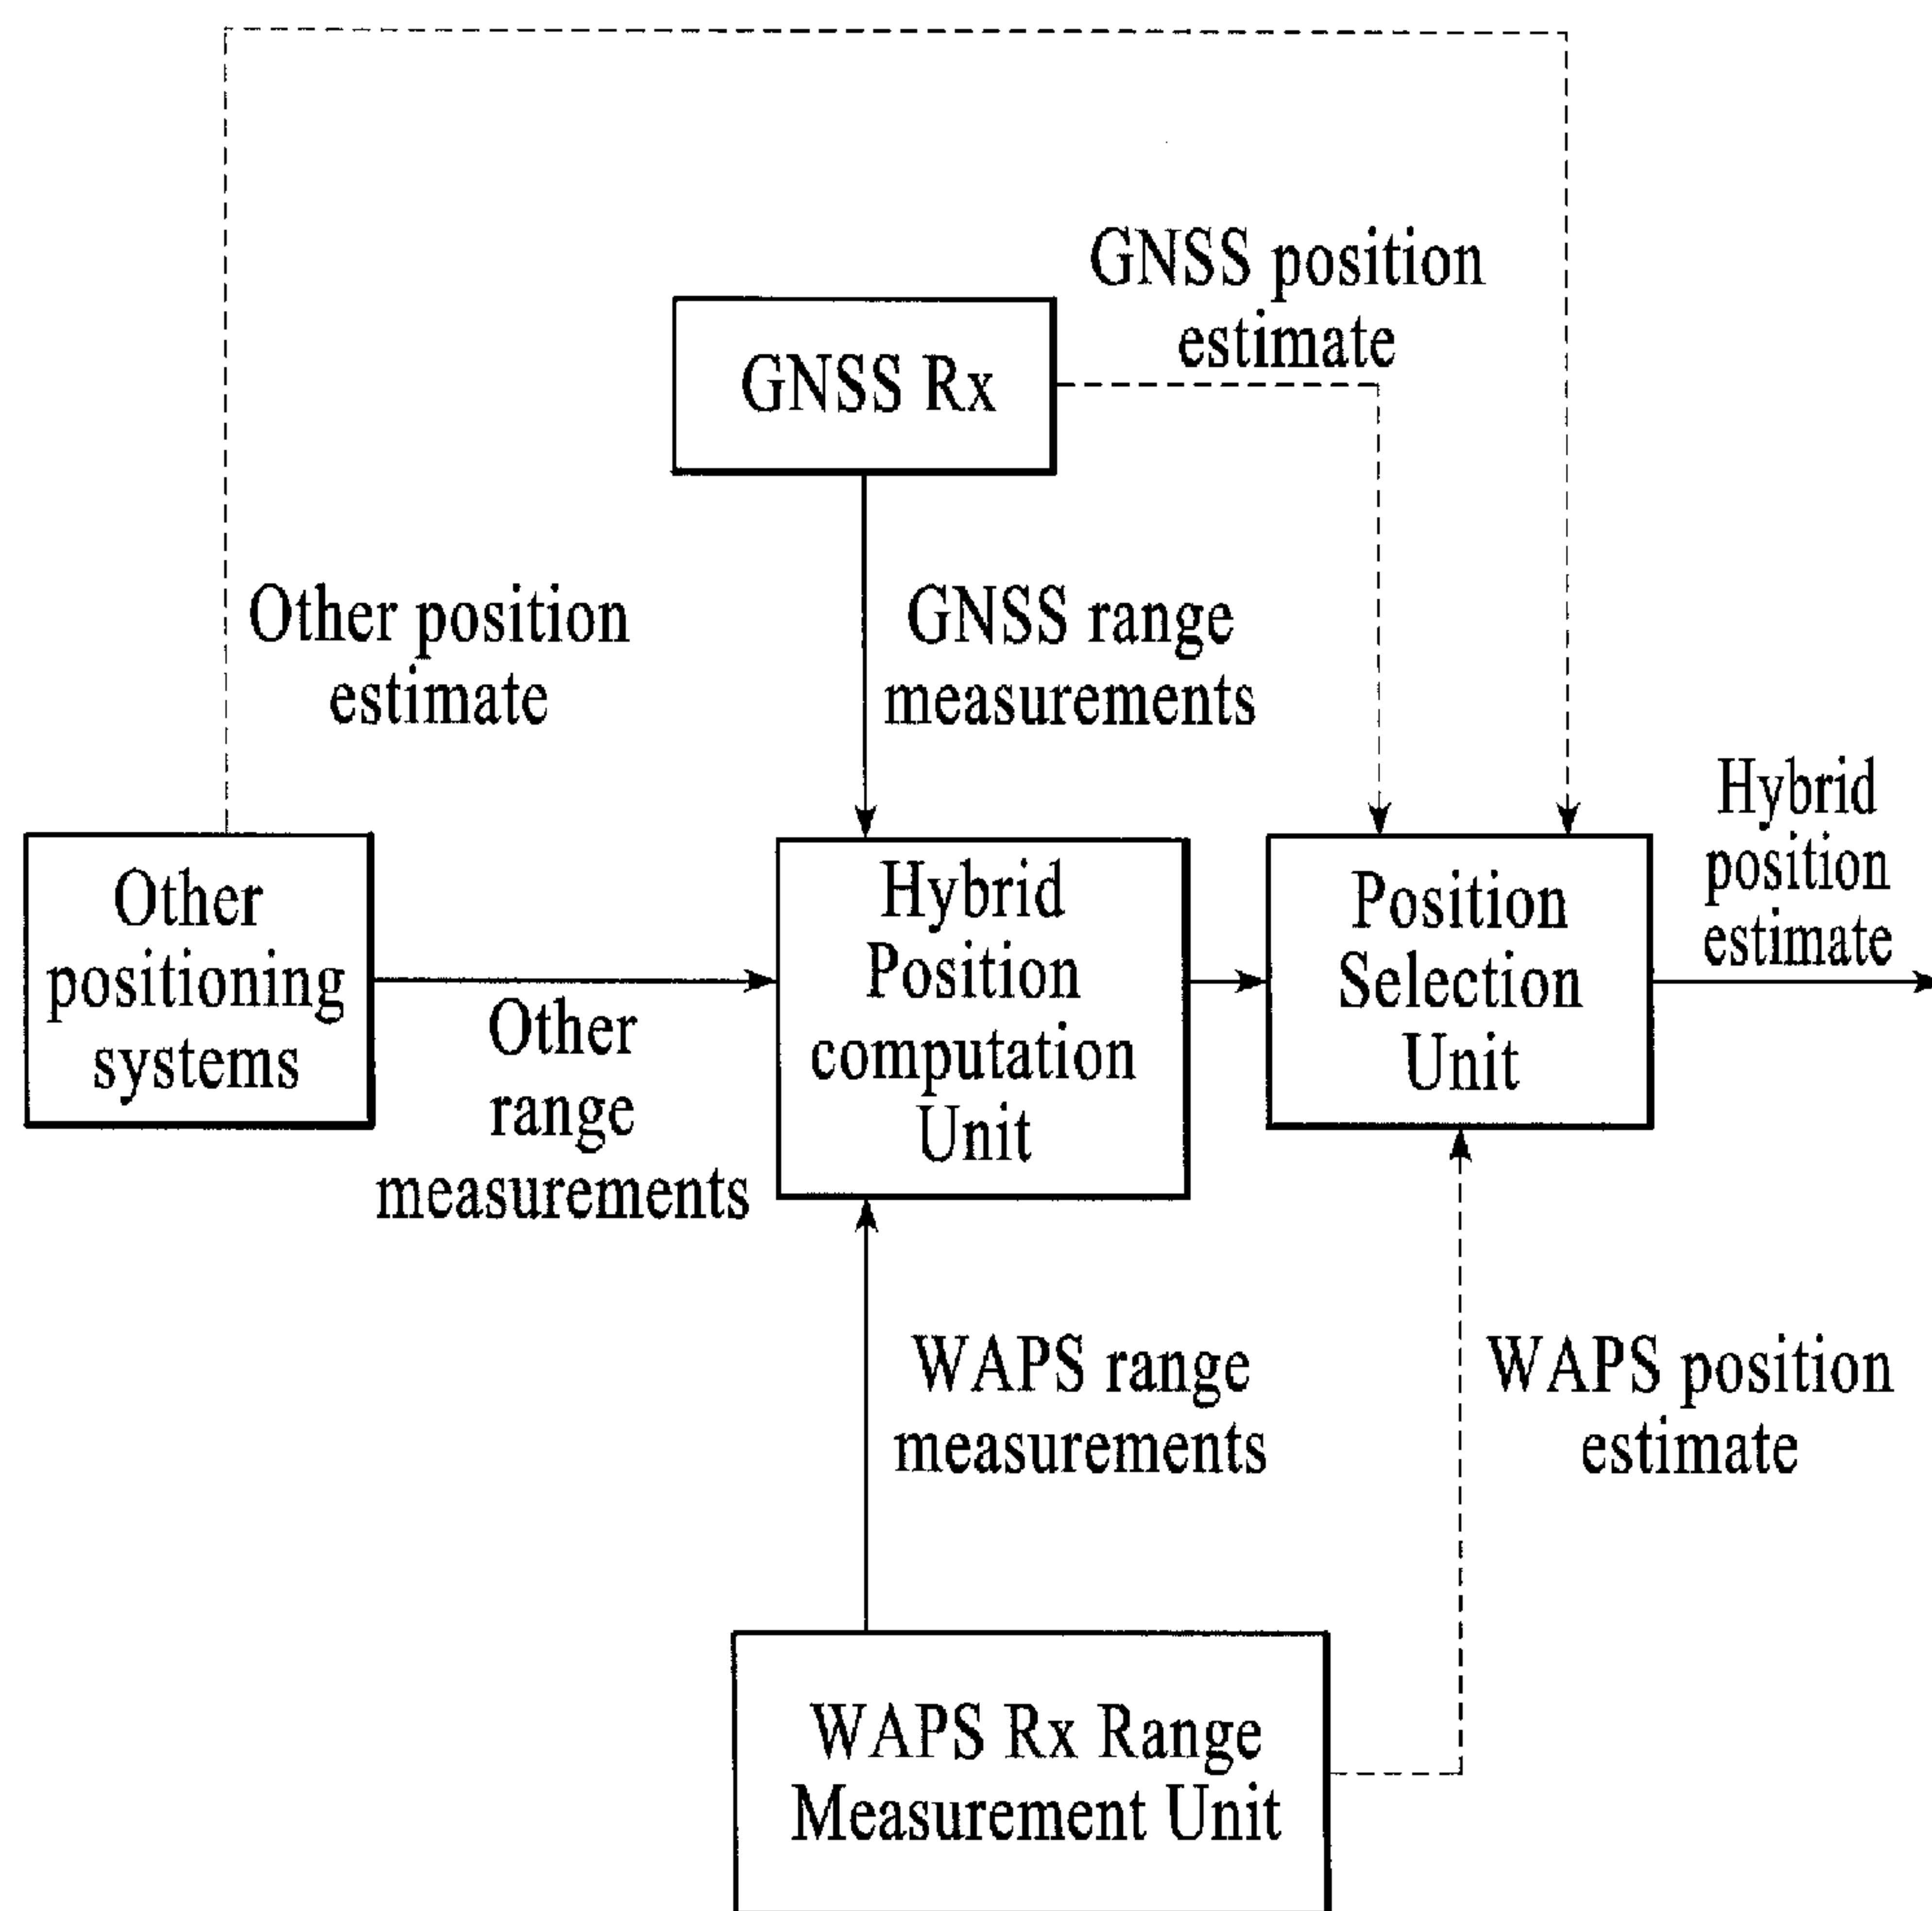 GNSS position
estimate
GNSS Rx
Other position
estimate
GNSS range
measurements
Hybrid
position
estimate
Other
positioning
systems
Other
range
measurements
Hybrid
Position
computation
Unit
Position
Selection
Unit
WAPS range
measurements
WAPS position
estimate
WAPS Rx Range
Measurement Unit